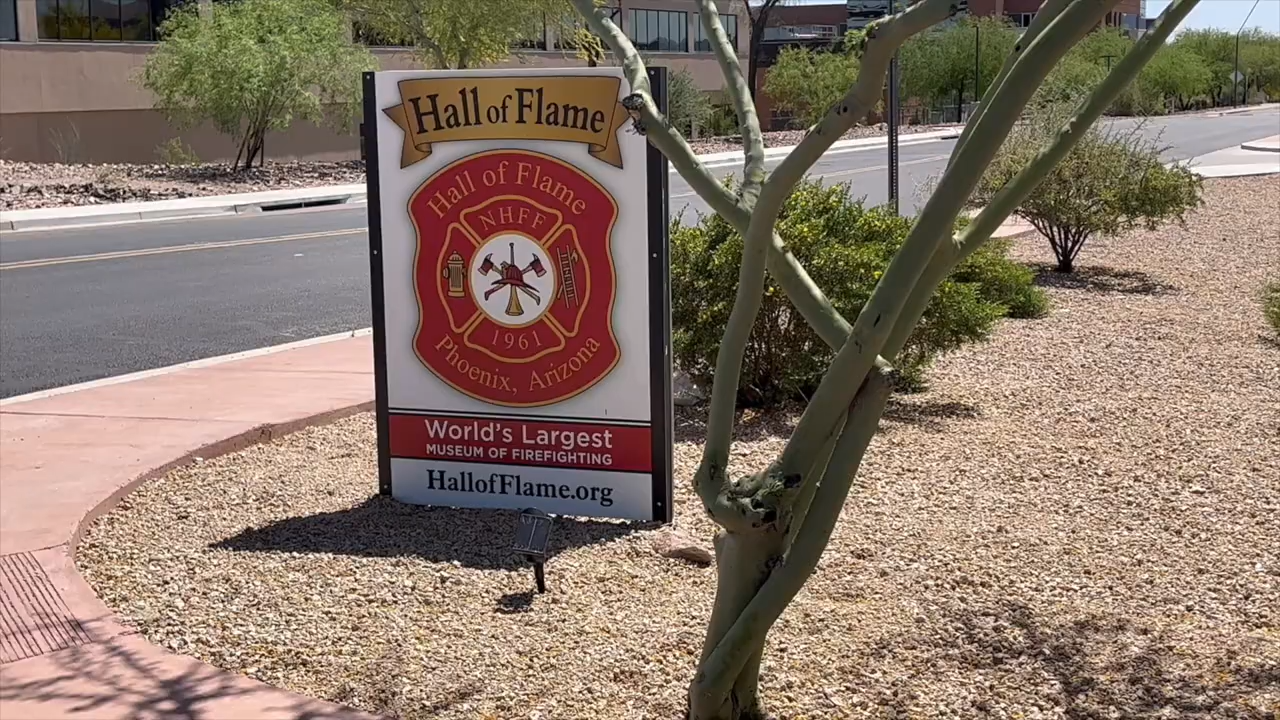 Hall of Flame
Hall of Flame
NHFF
1961
Phoenix, Arizona
World's Largest
MUSEUM OF FIREFIGHTING
HallofFlame.org